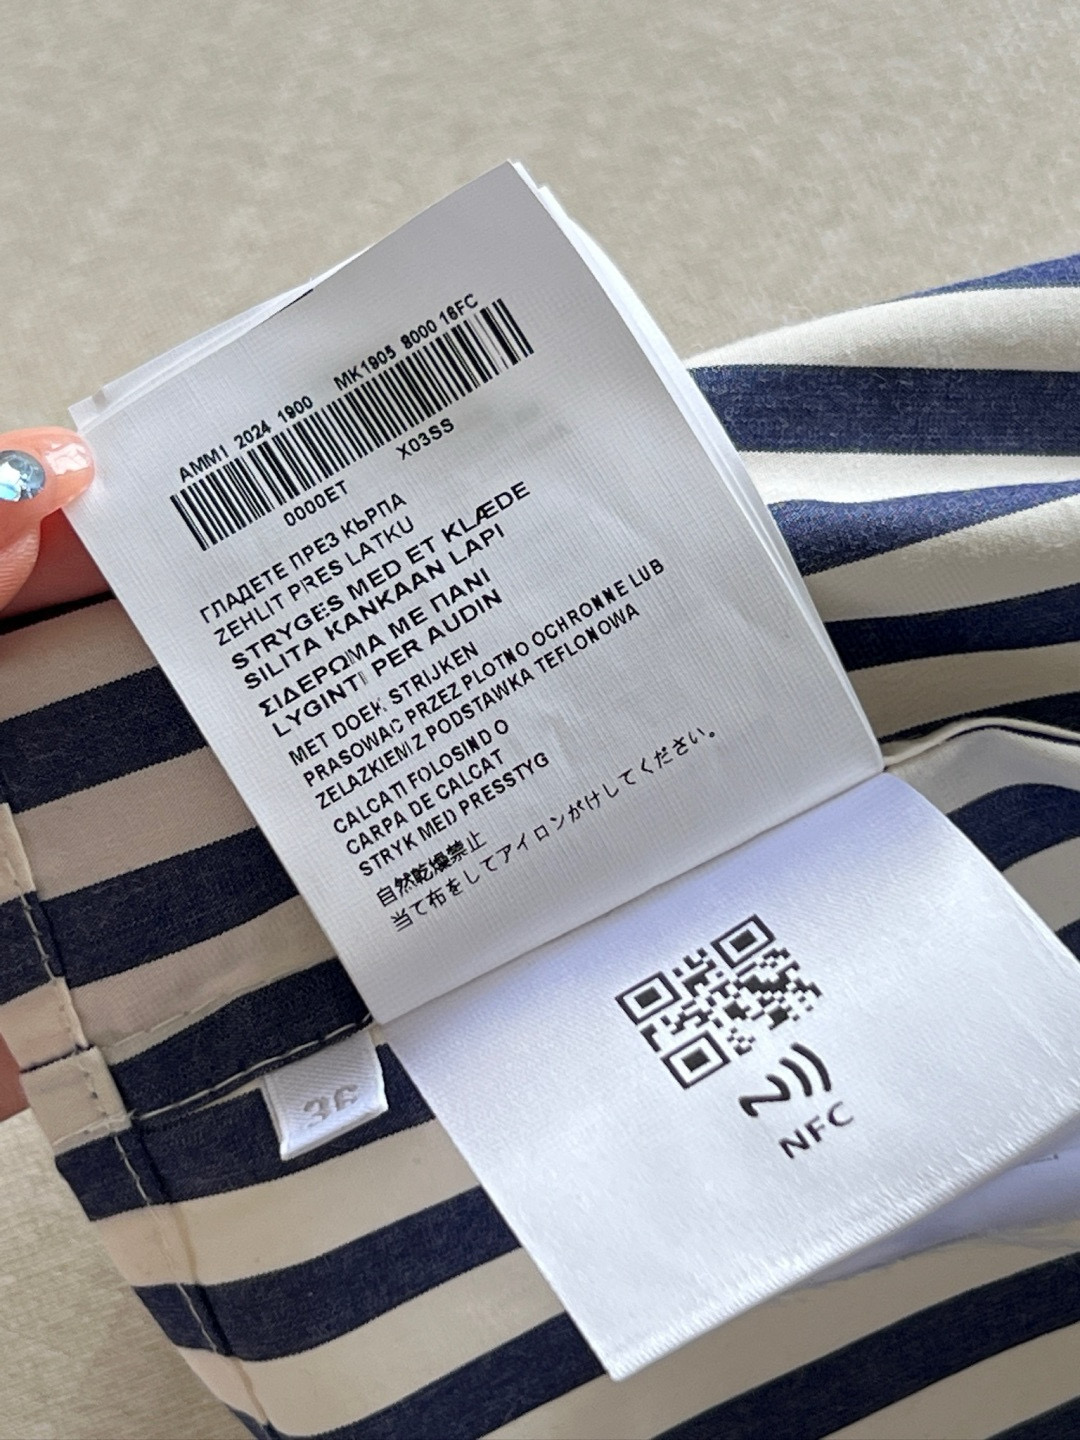 AMM1 2024 1900 MK1905 8000 16FC
0000ET X03SS
ГЛАДЕТЕ ПРЕЗ КЪРПА
ZEHLIT PRES LATKU
STRYGES MED ET KLÆDE
SILITA KANKAAN LAPI
ΣΙΔΕΡΩΜΑ ΜΕ ΠΑΝΙ
LYGINTI PER AUDIN
MET DOEK STRIJKEN
PRASOWAC PRZEZ PLOTNO OCHRONNE LUB
ZELAZKIEM Z PODSTAWKA TEFLONOWA
CALCATI FOLOSIND O
CARPA DE CALCAT
STRYK MED PRESSTYG
自然乾燥禁止
当て布をしてアイロンがけしてください。
NFC
36